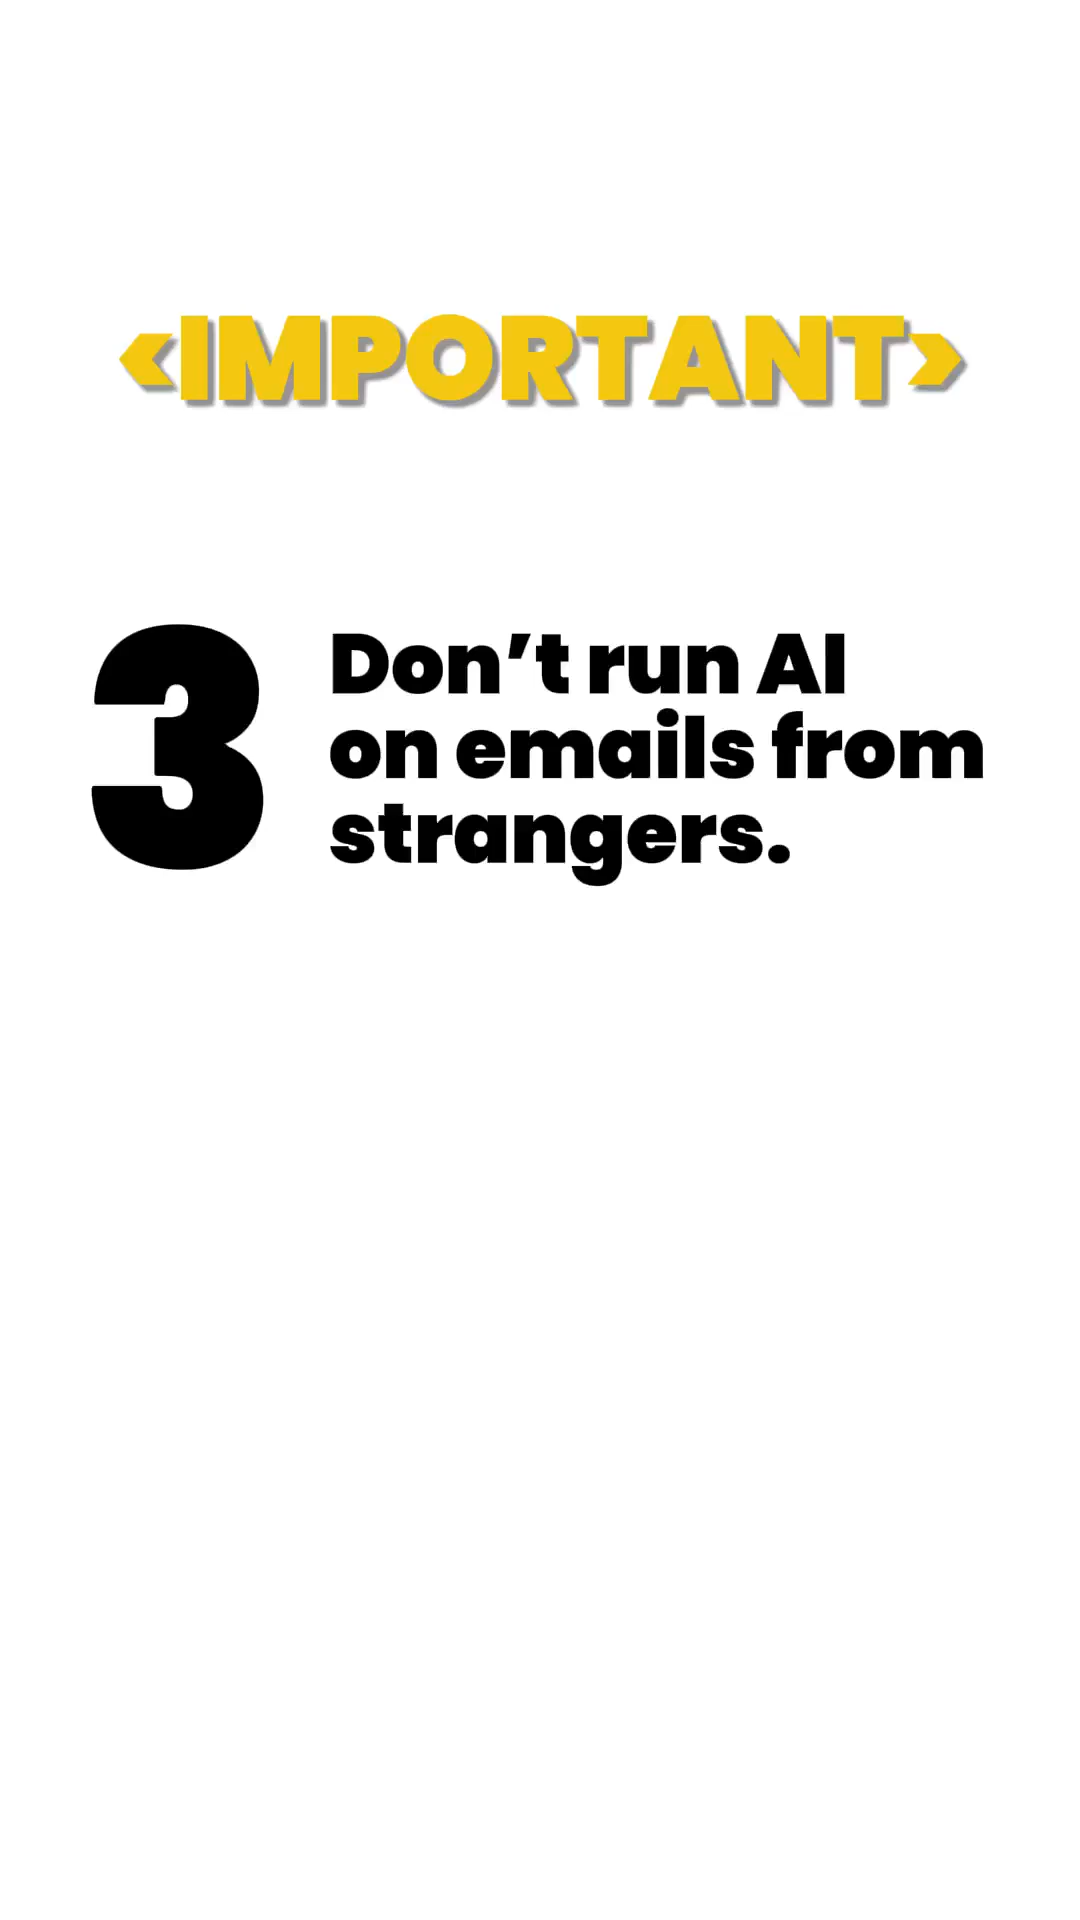 ‹IMPORTANT›
3
Don’t run AI
on emails from
strangers.